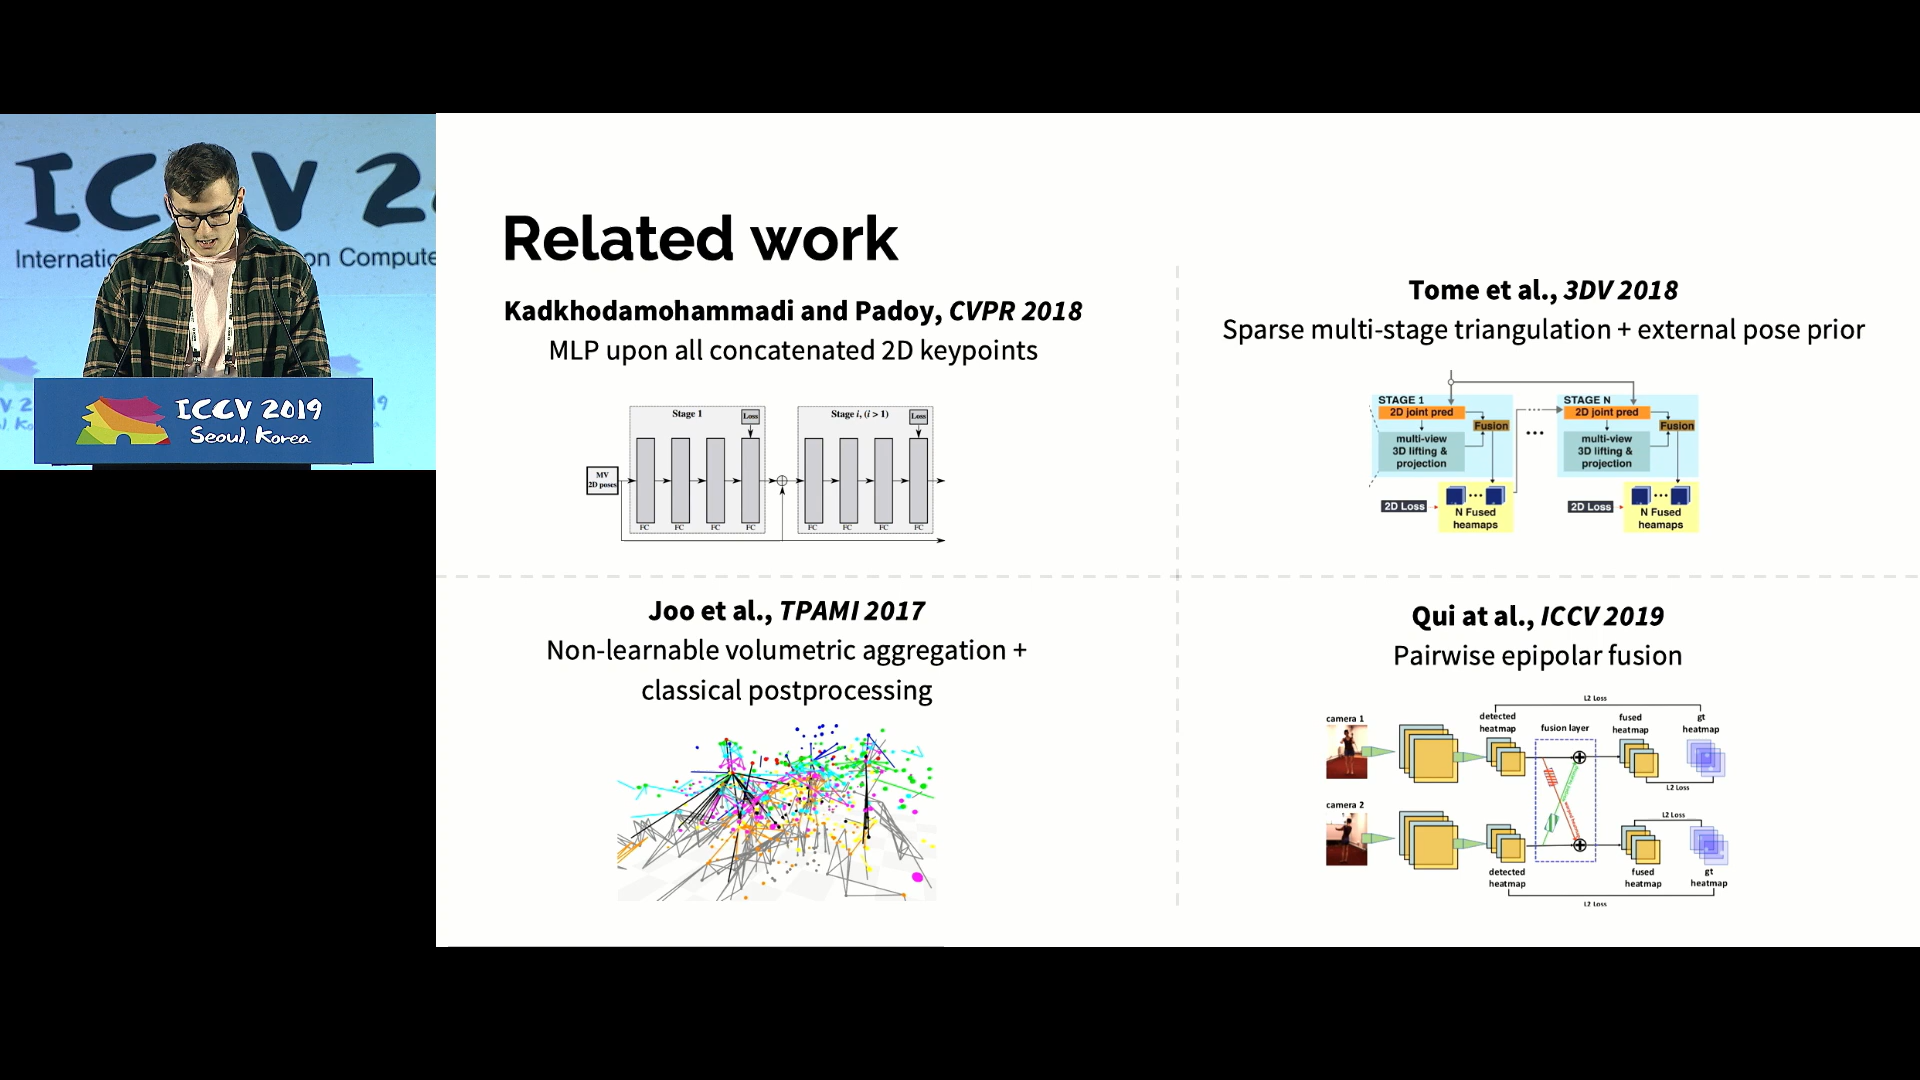 ICCV 2
Internatio on Compute
ICCV 2019
Seoul, Korea
Related work
Kadkhodamohammadi and Padoy, CVPR 2018
MLP upon all concatenated 2D keypoints
Stage 1
Loss
Stage i, (i > 1)
Loss
MV
2D poses
FC FC FC FC FC FC FC FC
Tome et al., 3DV 2018
Sparse multi-stage triangulation + external pose prior
STAGE 1
2D joint pred
Fusion
multi-view
3D lifting &
projection
2D Loss
N Fused
heamaps
STAGE N
2D joint pred
Fusion
multi-view
3D lifting &
projection
2D Loss
N Fused
heamaps
Joo et al., TPAMI 2017
Non-learnable volumetric aggregation +
classical postprocessing
Qui at al., ICCV 2019
Pairwise epipolar fusion
L2 Loss
camera 1
detected
heatmap
fusion layer
fused
heatmap
gt
heatmap
L2 Loss
camera 2
L2 Loss
detected
heatmap
fused
heatmap
gt
heatmap
L2 Loss